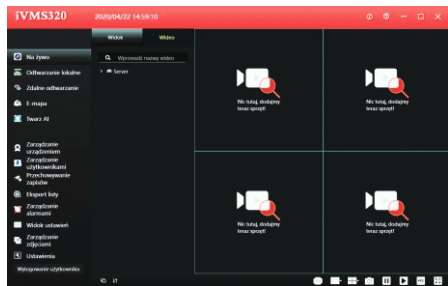 iVMS320
2020/04/22 14:59:10
Widok
Wideo
Wprowadź nazwy wideo
Server
Na żywo
Odtwarzanie lokalne
Zdalne odtwarzanie
E-mapa
Twarz AI
Zarządzanie
urządzeniem
Zarządzanie
użytkownikami
Przechowywanie
zapisów
Eksport listy
Zarządzanie
alarmami
Widok ustawień
Zarządzanie
zdjęciami
Ustawienia
Wylogowanie użytkownika
Nic tutaj, dodajmy
teraz sprzęt!
Nic tutaj, dodajmy
teraz sprzęt!
Nic tutaj, dodajmy
teraz sprzęt!
Nic tutaj, dodajmy
teraz sprzęt!